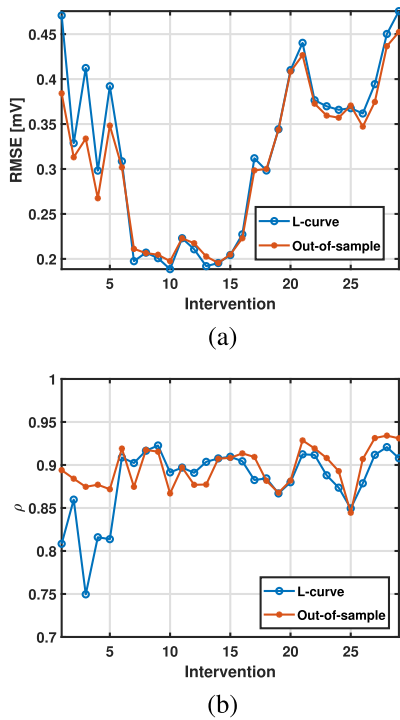 0.45
0.4
0.35
0.3
0.25
0.2
RMSE [mV]
L-curve
Out-of-sample
5 10 15 20 25
Intervention
(a)
1
0.95
0.9
0.85
0.8
0.75
0.7
ρ
L-curve
Out-of-sample
5 10 15 20 25
Intervention
(b)